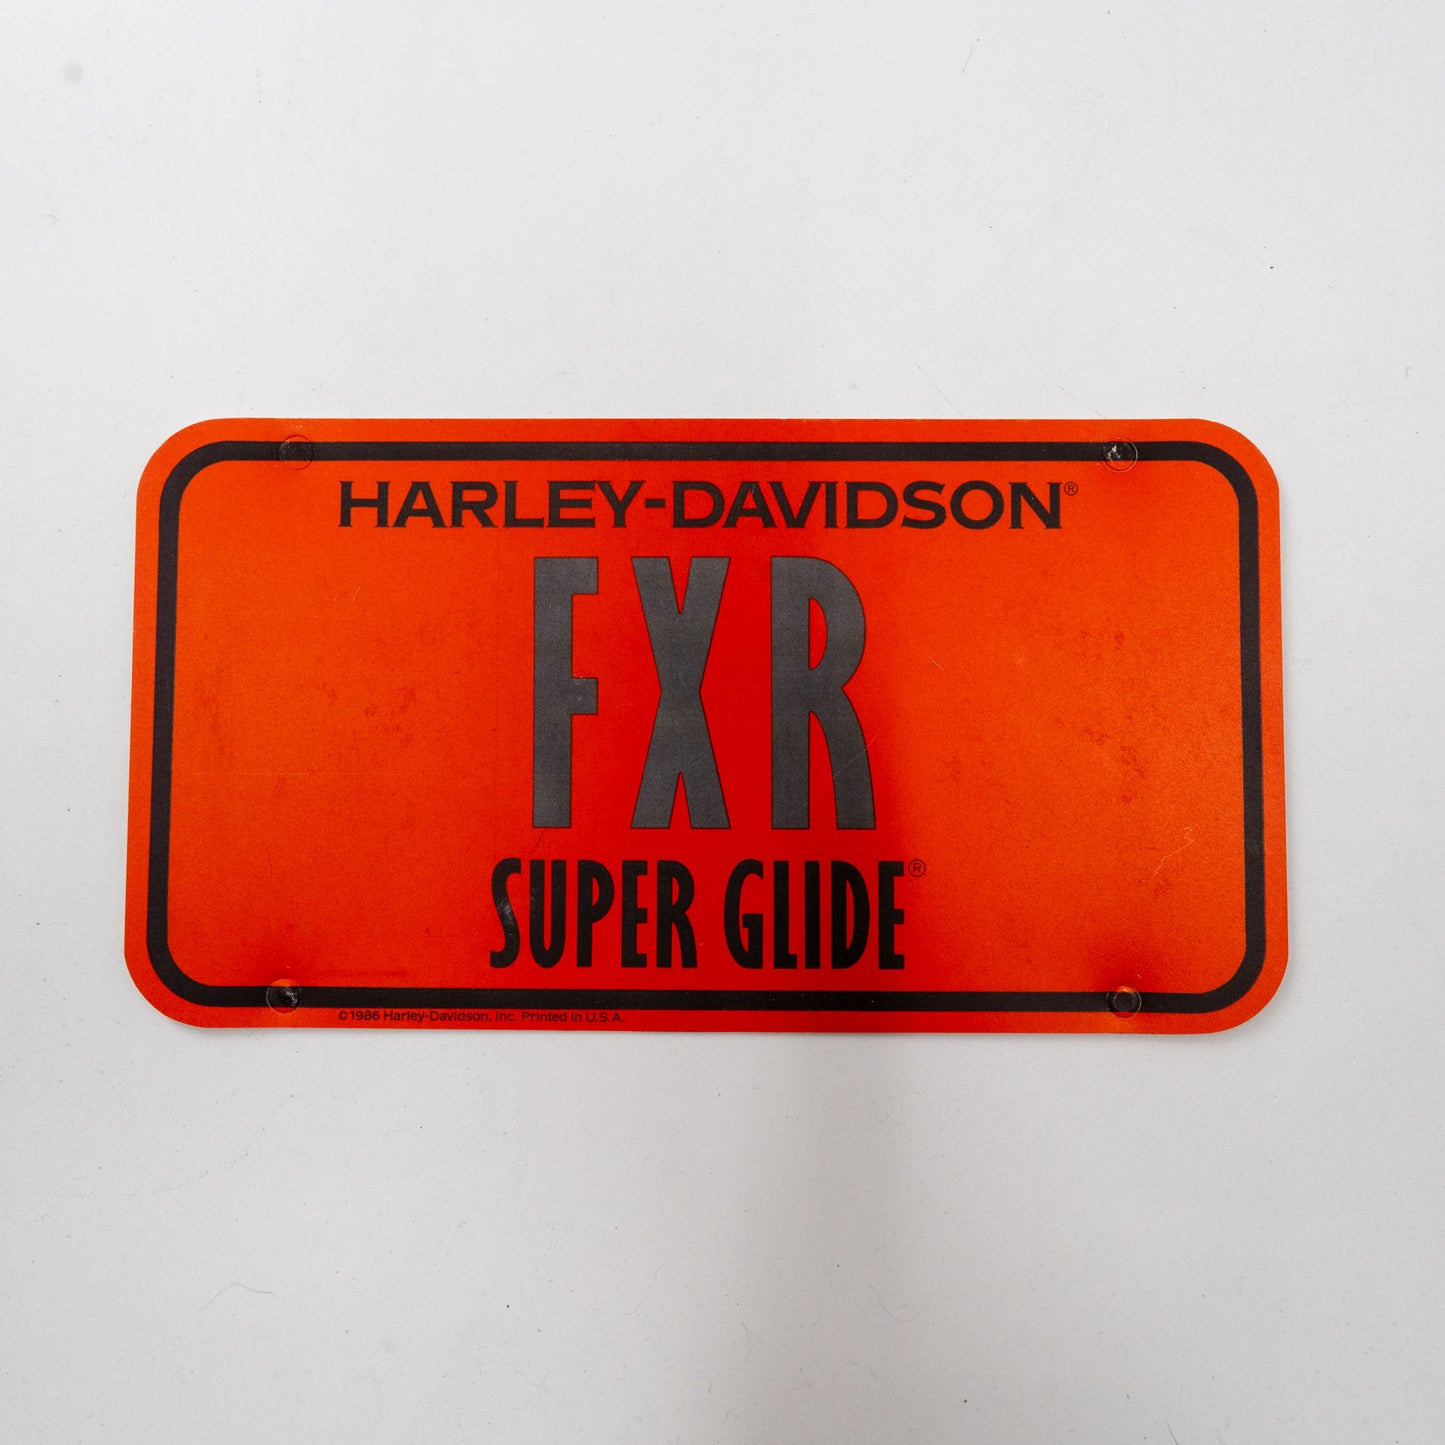 HARLEY-DAVIDSON®
FXR
SUPER GLIDE®
©1986 Harley-Davidson, Inc. Printed in U.S.A.